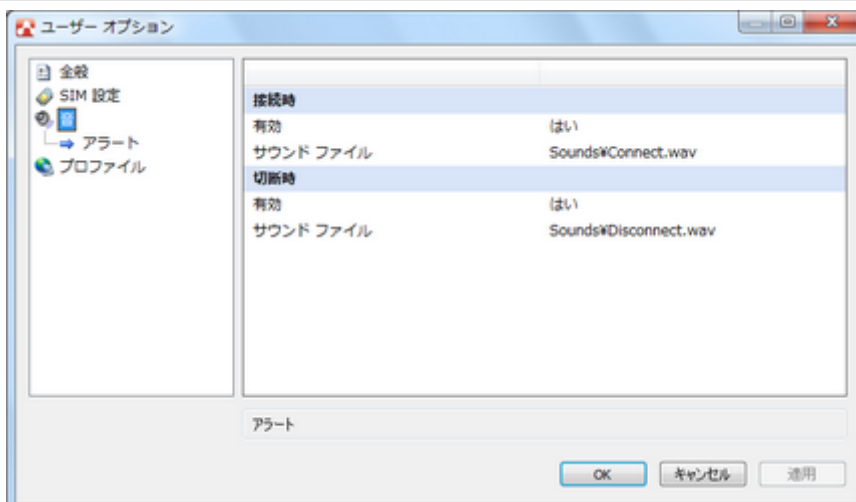 ユーザー オプション
全般
SIM 設定
音
アラート
プロファイル
接続時
有効 はい
サウンド ファイル Sounds¥Connect.wav
切断時
有効 はい
サウンド ファイル Sounds¥Disconnect.wav
アラート
OK キャンセル 適用